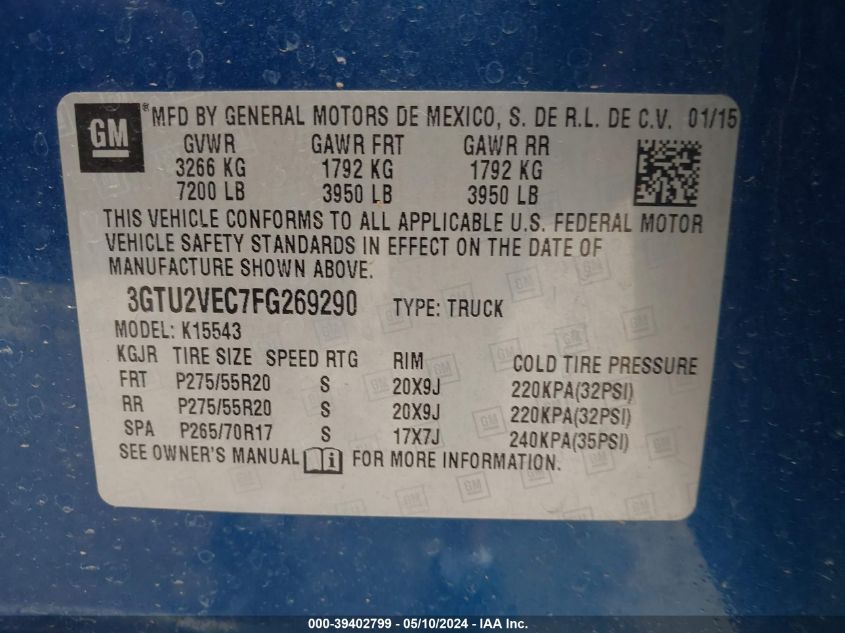 GM ® MFD BY GENERAL MOTORS DE MEXICO, S. DE R.L. DE C.V. 01/15
GVWR GAWR FRT GAWR RR
3266 KG 1792 KG 1792 KG
7200 LB 3950 LB 3950 LB
THIS VEHICLE CONFORMS TO ALL APPLICABLE U.S. FEDERAL MOTOR
VEHICLE SAFETY STANDARDS IN EFFECT ON THE DATE OF
MANUFACTURE SHOWN ABOVE.
3GTU2VEC7FG269290 TYPE: TRUCK
MODEL: K15543
KGJR TIRE SIZE SPEED RTG RIM COLD TIRE PRESSURE
FRT P275/55R20 S 20X9J 220KPA(32PSI)
RR P275/55R20 S 20X9J 220KPA(32PSI)
SPA P265/70R17 S 17X7J 240KPA(35PSI)
SEE OWNER'S MANUAL i FOR MORE INFORMATION.
000-39402799 - 05/10/2024 - IAA Inc.